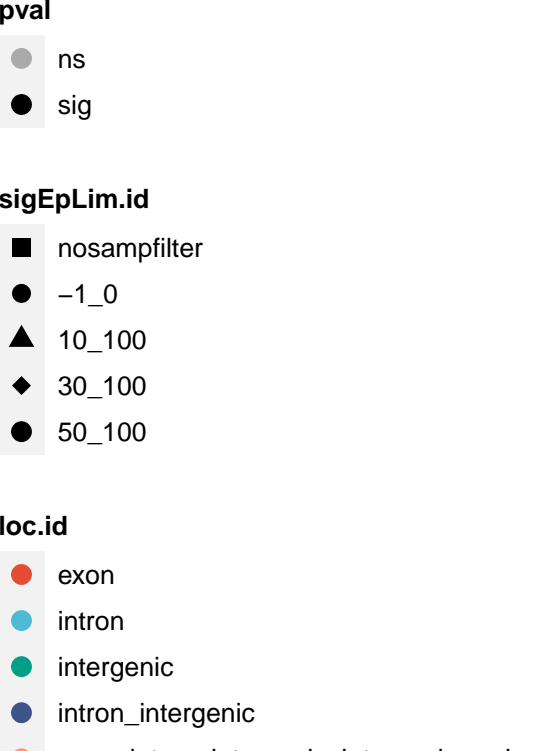 pval
ns
sig
sigEpLim.id
nosampfilter
−1_0
10_100
30_100
50_100
loc.id
exon
intron
intergenic
intron_intergenic